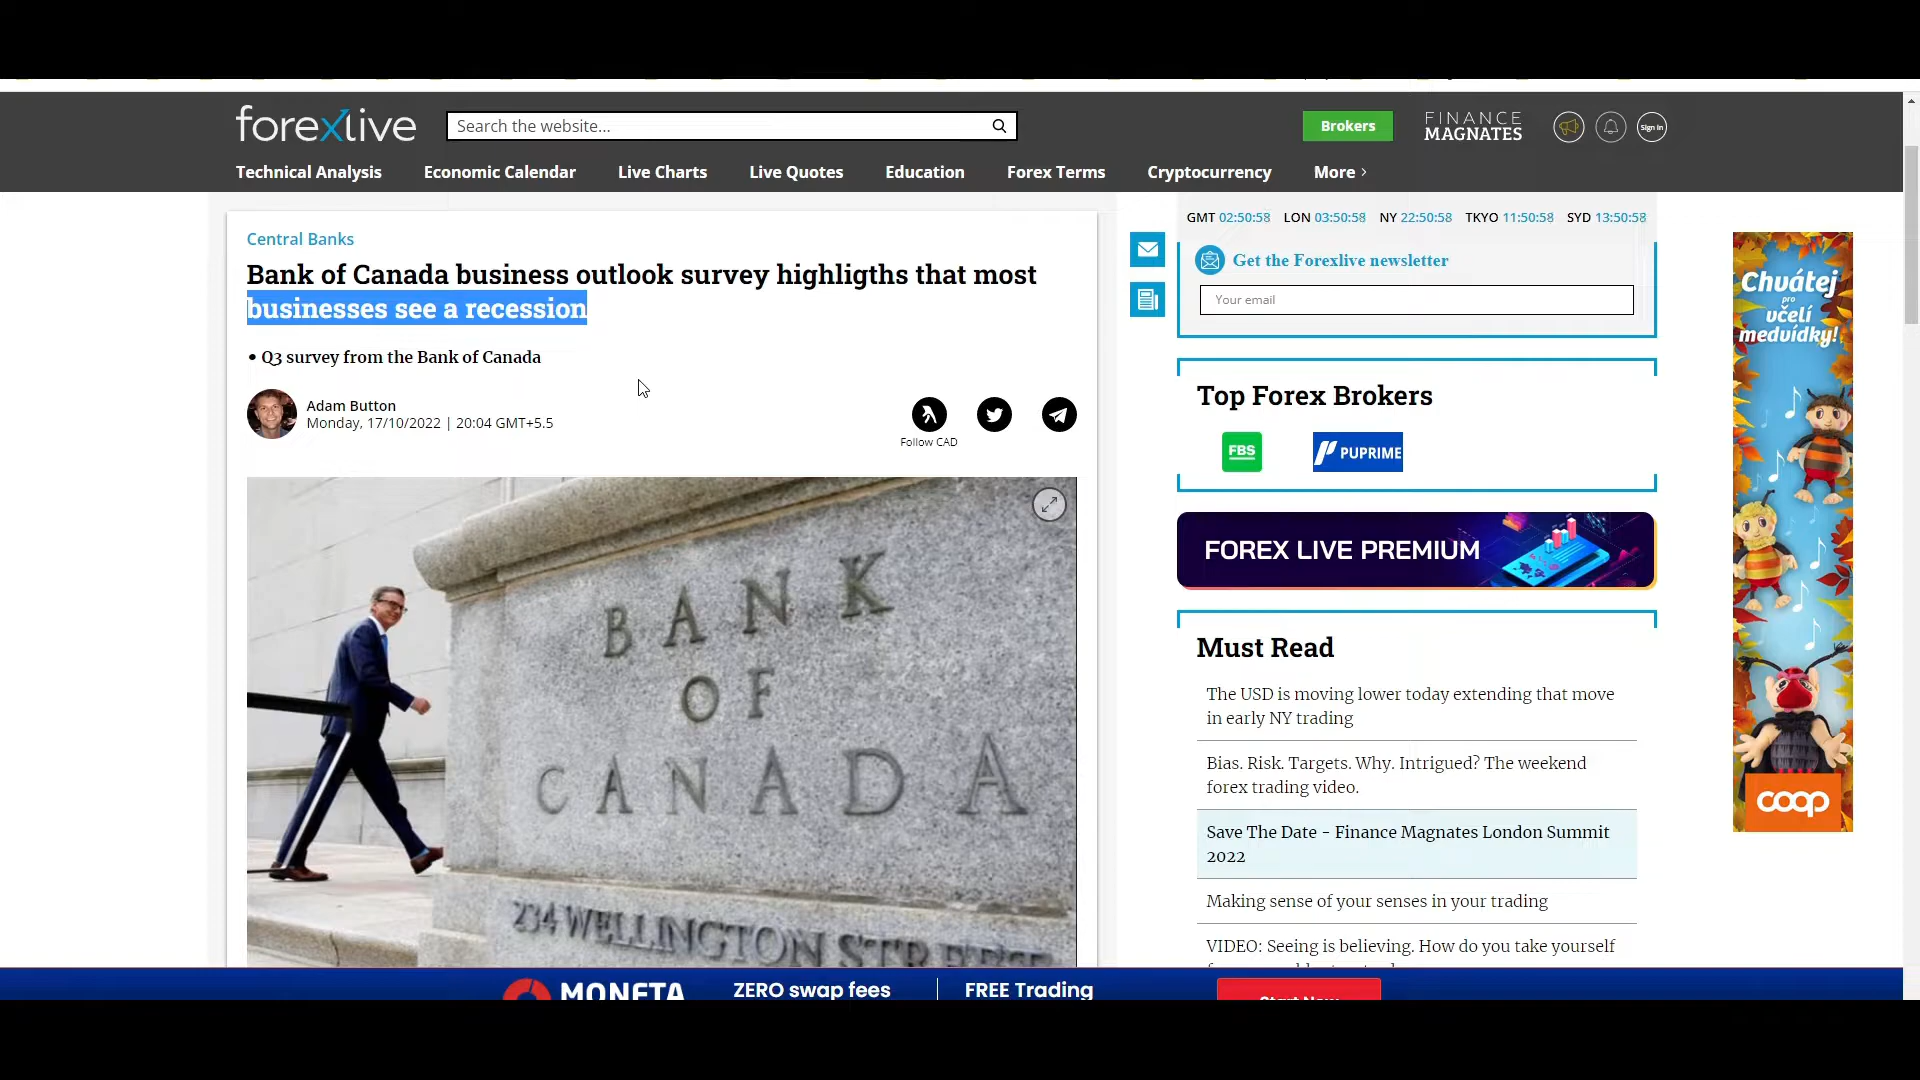 forexlive
Search the website...
Brokers
FINANCE
MAGNATES
Sign in
Technical Analysis
Economic Calendar
Live Charts
Live Quotes
Education
Forex Terms
Cryptocurrency
More
GMT 02:50:58 LON 03:50:58 NY 22:50:58 TKYO 11:50:58 SYD 13:50:58
Central Banks
Bank of Canada business outlook survey highligths that most
businesses see a recession
• Q3 survey from the Bank of Canada
Adam Button
Monday, 17/10/2022 | 20:04 GMT+5.5
Follow CAD
BANK
OF
CANADA
234 WELLINGTON STREET
Get the Forexlive newsletter
Your email
Top Forex Brokers
FBS
PUPRIME
FOREX LIVE PREMIUM
Must Read
The USD is moving lower today extending that move
in early NY trading
Bias. Risk. Targets. Why. Intrigued? The weekend
forex trading video.
Save The Date - Finance Magnates London Summit
2022
Making sense of your senses in your trading
VIDEO: Seeing is believing. How do you take yourself
Chvátej
pro
včelí
medvídky!
coop
MONETA
ZERO swap fees
FREE Trading
Start Now